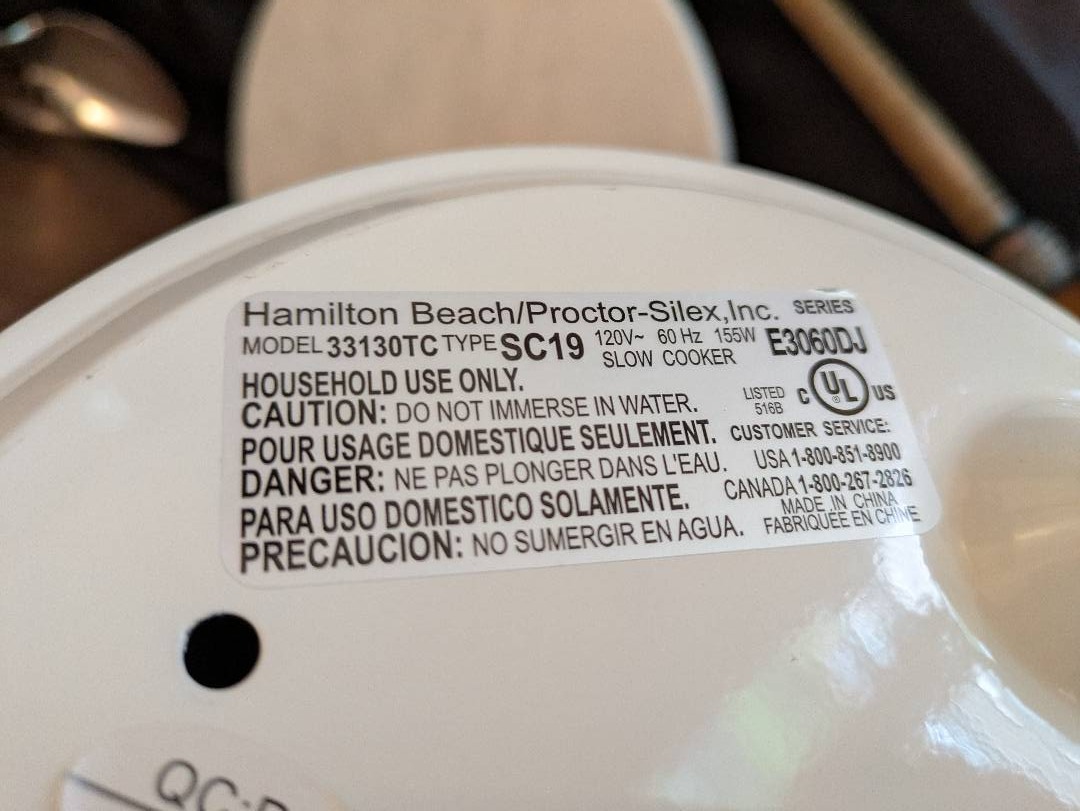 Hamilton Beach/Proctor-Silex,Inc. SERIES
MODEL 33130TC TYPE SC19 120V~ 60 Hz 155W E3060DJ
SLOW COOKER
HOUSEHOLD USE ONLY.
CAUTION: DO NOT IMMERSE IN WATER.
POUR USAGE DOMESTIQUE SEULEMENT.
DANGER: NE PAS PLONGER DANS L'EAU.
PARA USO DOMESTICO SOLAMENTE.
PRECAUCION: NO SUMERGIR EN AGUA.
LISTED
516B
C UL ® US
CUSTOMER SERVICE:
USA 1-800-851-8900
CANADA 1-800-267-2826
MADE IN CHINA
FABRIQUÉE EN CHINE
QC: